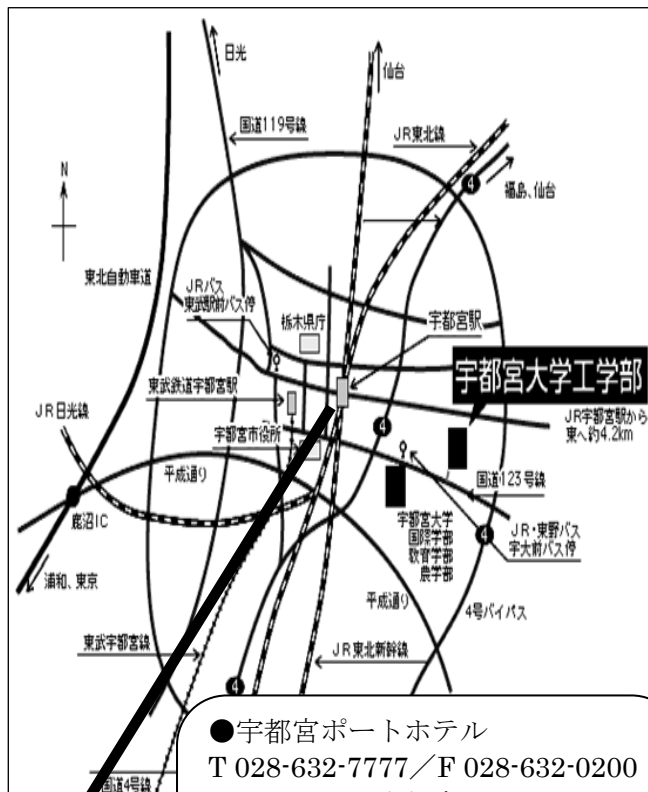 日光
仙台
国道119号線
JR東北線
N
4
福島、仙台
東北自動車道
JRバス
東武駅前バス停
栃木県庁
宇都宮駅
宇都宮大学工学部
東武鉄道宇都宮駅
JR宇都宮駅から
東へ約4.2km
JR日光線
宇都宮市役所
4
平成通り
国道123号線
鹿沼IC
宇都宮大学
国際学部
教育学部
農学部
JR・東野バス
宇大前バス停
4
浦和、東京
平成通り
4号バイパス
東武宇都宮線
JR東北新幹線
4
国道4号線
●宇都宮ポートホテル
T 028-632-7777／F 028-632-0200